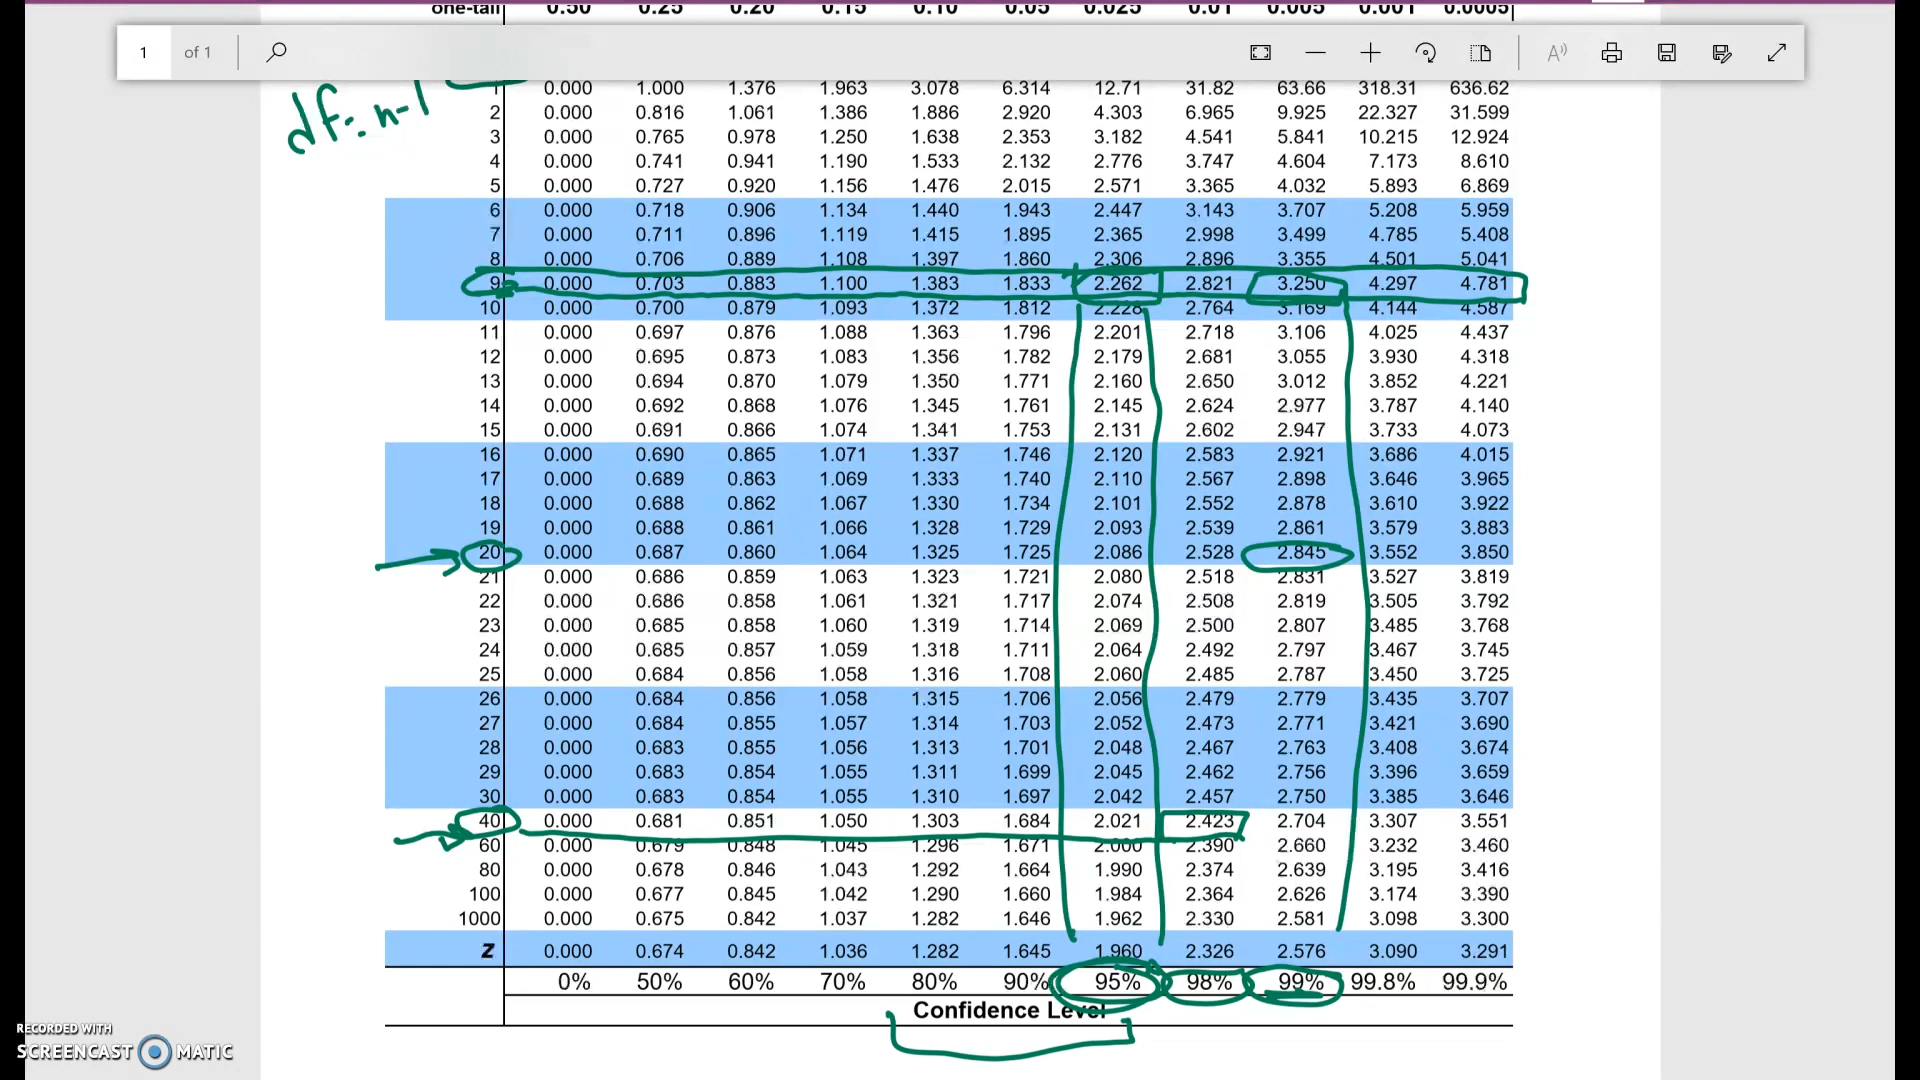 one-tail 0.50 0.25 0.20 0.15 0.10 0.05 0.025 0.01 0.005 0.001 0.0005
1 of 1
df = n-1
1 0.000 1.000 1.376 1.963 3.078 6.314 12.71 31.82 63.66 318.31 636.62
2 0.000 0.816 1.061 1.386 1.886 2.920 4.303 6.965 9.925 22.327 31.599
3 0.000 0.765 0.978 1.250 1.638 2.353 3.182 4.541 5.841 10.215 12.924
4 0.000 0.741 0.941 1.190 1.533 2.132 2.776 3.747 4.604 7.173 8.610
5 0.000 0.727 0.920 1.156 1.476 2.015 2.571 3.365 4.032 5.893 6.869
6 0.000 0.718 0.906 1.134 1.440 1.943 2.447 3.143 3.707 5.208 5.959
7 0.000 0.711 0.896 1.119 1.415 1.895 2.365 2.998 3.499 4.785 5.408
8 0.000 0.706 0.889 1.108 1.397 1.860 2.306 2.896 3.355 4.501 5.041
9 0.000 0.703 0.883 1.100 1.383 1.833 2.262 2.821 3.250 4.297 4.781
10 0.000 0.700 0.879 1.093 1.372 1.812 2.228 2.764 3.169 4.144 4.587
11 0.000 0.697 0.876 1.088 1.363 1.796 2.201 2.718 3.106 4.025 4.437
12 0.000 0.695 0.873 1.083 1.356 1.782 2.179 2.681 3.055 3.930 4.318
13 0.000 0.694 0.870 1.079 1.350 1.771 2.160 2.650 3.012 3.852 4.221
14 0.000 0.692 0.868 1.076 1.345 1.761 2.145 2.624 2.977 3.787 4.140
15 0.000 0.691 0.866 1.074 1.341 1.753 2.131 2.602 2.947 3.733 4.073
16 0.000 0.690 0.865 1.071 1.337 1.746 2.120 2.583 2.921 3.686 4.015
17 0.000 0.689 0.863 1.069 1.333 1.740 2.110 2.567 2.898 3.646 3.965
18 0.000 0.688 0.862 1.067 1.330 1.734 2.101 2.552 2.878 3.610 3.922
19 0.000 0.688 0.861 1.066 1.328 1.729 2.093 2.539 2.861 3.579 3.883
20 0.000 0.687 0.860 1.064 1.325 1.725 2.086 2.528 2.845 3.552 3.850
21 0.000 0.686 0.859 1.063 1.323 1.721 2.080 2.518 2.831 3.527 3.819
22 0.000 0.686 0.858 1.061 1.321 1.717 2.074 2.508 2.819 3.505 3.792
23 0.000 0.685 0.858 1.060 1.319 1.714 2.069 2.500 2.807 3.485 3.768
24 0.000 0.685 0.857 1.059 1.318 1.711 2.064 2.492 2.797 3.467 3.745
25 0.000 0.684 0.856 1.058 1.316 1.708 2.060 2.485 2.787 3.450 3.725
26 0.000 0.684 0.856 1.058 1.315 1.706 2.056 2.479 2.779 3.435 3.707
27 0.000 0.684 0.855 1.057 1.314 1.703 2.052 2.473 2.771 3.421 3.690
28 0.000 0.683 0.855 1.056 1.313 1.701 2.048 2.467 2.763 3.408 3.674
29 0.000 0.683 0.854 1.055 1.311 1.699 2.045 2.462 2.756 3.396 3.659
30 0.000 0.683 0.854 1.055 1.310 1.697 2.042 2.457 2.750 3.385 3.646
40 0.000 0.681 0.851 1.050 1.303 1.684 2.021 2.423 2.704 3.307 3.551
60 0.000 0.679 0.848 1.045 1.296 1.671 2.000 2.390 2.660 3.232 3.460
80 0.000 0.678 0.846 1.043 1.292 1.664 1.990 2.374 2.639 3.195 3.416
100 0.000 0.677 0.845 1.042 1.290 1.660 1.984 2.364 2.626 3.174 3.390
1000 0.000 0.675 0.842 1.037 1.282 1.646 1.962 2.330 2.581 3.098 3.300
Z 0.000 0.674 0.842 1.036 1.282 1.645 1.960 2.326 2.576 3.090 3.291
0% 50% 60% 70% 80% 90% 95% 98% 99% 99.8% 99.9%
Confidence Level
RECORDED WITH
SCREENCAST MATIC